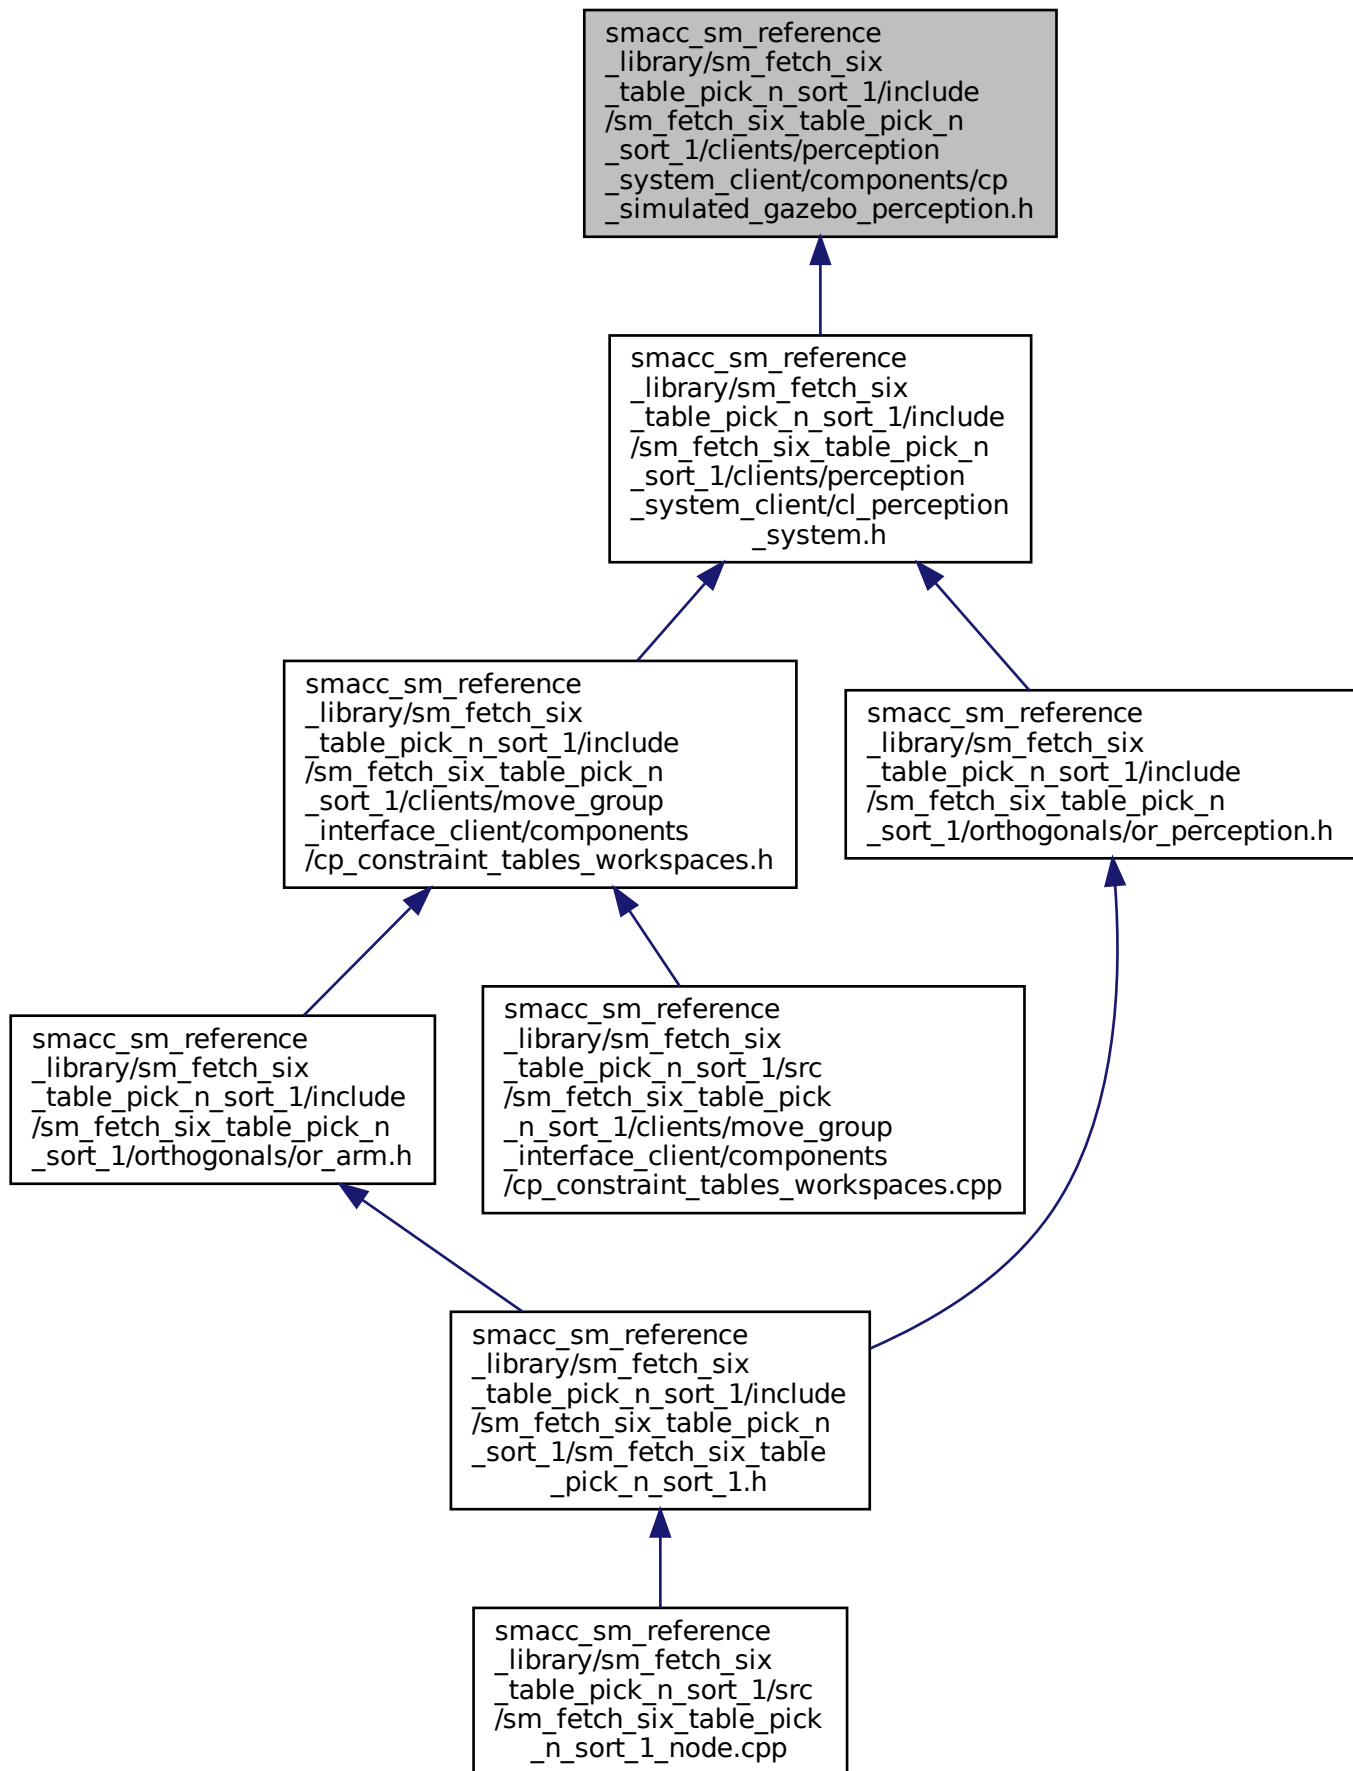 smacc_sm_reference
_library/sm_fetch_six
_table_pick_n_sort_1/include
/sm_fetch_six_table_pick_n
_sort_1/clients/perception
_system_client/components/cp
_simulated_gazebo_perception.h
smacc_sm_reference
_library/sm_fetch_six
_table_pick_n_sort_1/include
/sm_fetch_six_table_pick_n
_sort_1/clients/perception
_system_client/cl_perception
_system.h
smacc_sm_reference
_library/sm_fetch_six
_table_pick_n_sort_1/include
/sm_fetch_six_table_pick_n
_sort_1/clients/move_group
_interface_client/components
/cp_constraint_tables_workspaces.h
smacc_sm_reference
_library/sm_fetch_six
_table_pick_n_sort_1/include
/sm_fetch_six_table_pick_n
_sort_1/orthogonals/or_perception.h
smacc_sm_reference
_library/sm_fetch_six
_table_pick_n_sort_1/include
/sm_fetch_six_table_pick_n
_sort_1/orthogonals/or_arm.h
smacc_sm_reference
_library/sm_fetch_six
_table_pick_n_sort_1/src
/sm_fetch_six_table_pick
_n_sort_1/clients/move_group
_interface_client/components
/cp_constraint_tables_workspaces.cpp
smacc_sm_reference
_library/sm_fetch_six
_table_pick_n_sort_1/include
/sm_fetch_six_table_pick_n
_sort_1/sm_fetch_six_table
_pick_n_sort_1.h
smacc_sm_reference
_library/sm_fetch_six
_table_pick_n_sort_1/src
/sm_fetch_six_table_pick
_n_sort_1_node.cpp